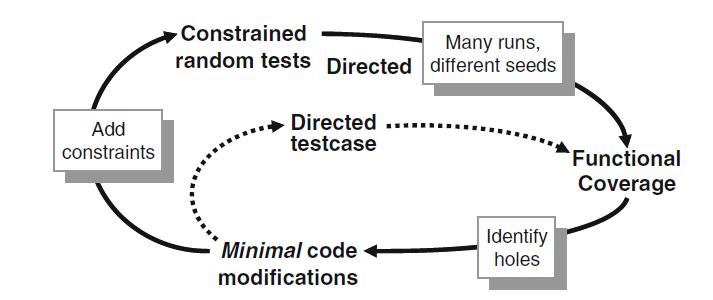 Constrained
random tests
Directed
Many runs,
different seeds
Add
constraints
Directed
testcase
Functional
Coverage
Identify
holes
Minimal code
modifications